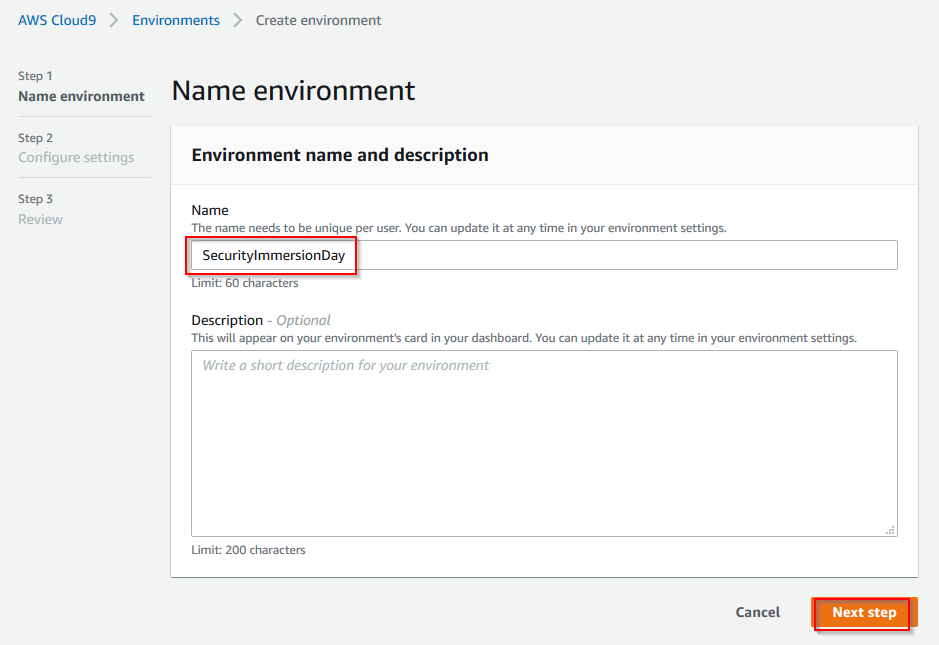 AWS Cloud9 > Environments > Create environment
Step 1
Name environment
Step 2
Configure settings
Step 3
Review
Name environment
Environment name and description
Name
The name needs to be unique per user. You can update it at any time in your environment settings.
SecurityImmersionDay
Limit: 60 characters
Description - Optional
This will appear on your environment's card in your dashboard. You can update it at any time in your environment settings.
Write a short description for your environment
Limit: 200 characters
Cancel
Next step